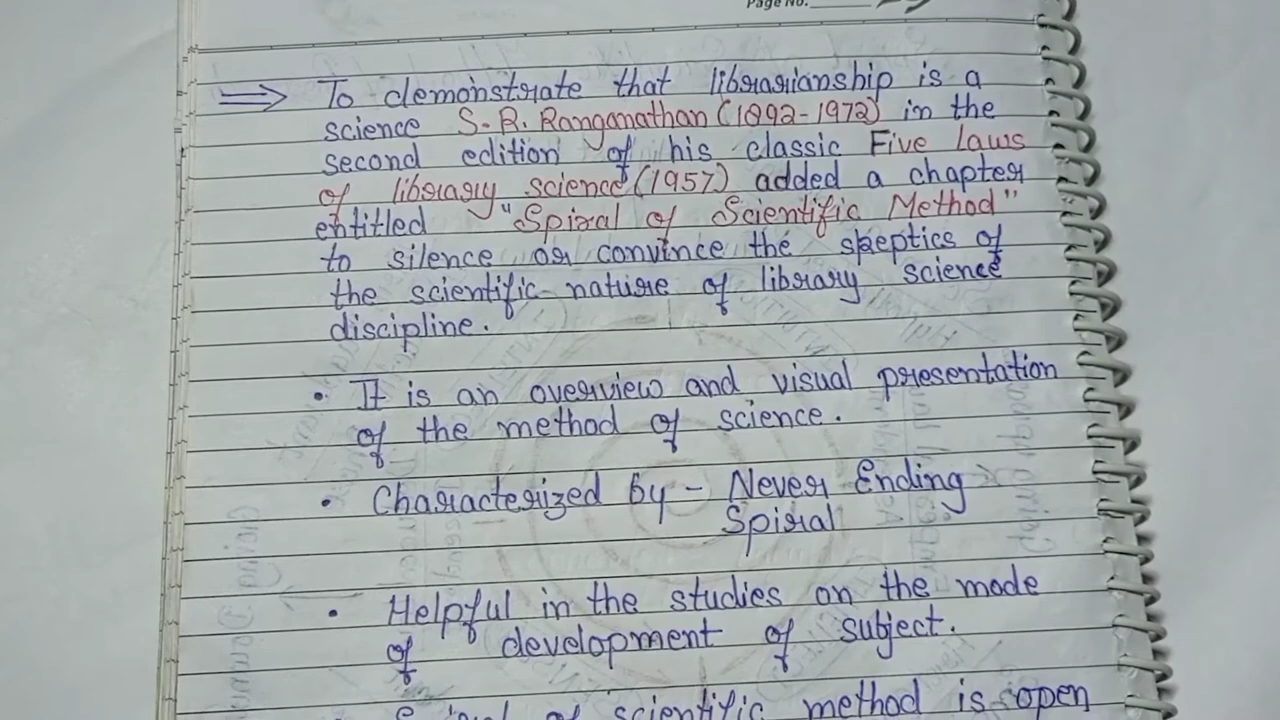 Page No.
⇒ To demonstrate that librarianship is a
science S. R. Ranganathan (1892-1972) in the
second edition of his classic Five laws
of library science (1957) added a chapter
entitled "Spiral of Scientific Method"
to silence or convince the skeptics of
the scientific nature of library science
discipline.
• It is an overview and visual presentation
of the method of science.
• Characterized by - Never Ending
Spiral
• Helpful in the studies on the mode
of development of subject.
of scientific method is open